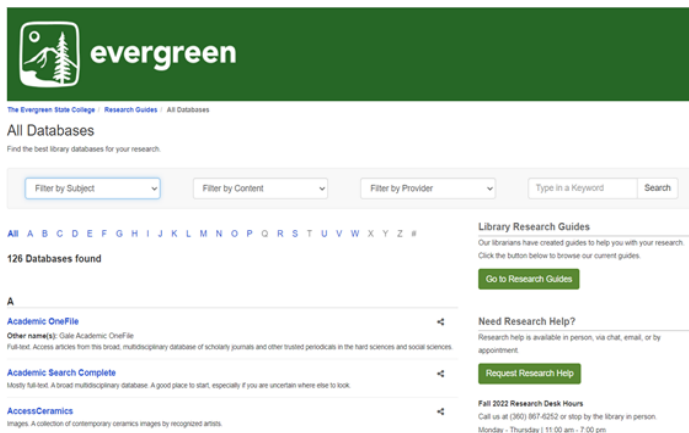 evergreen
The Evergreen State College / Research Guides / All Databases
All Databases
Find the best library databases for your research.
Filter by Subject
Filter by Content
Filter by Provider
Type in a Keyword
Search
All A B C D E F G H I J K L M N O P Q R S T U V W X Y Z #
126 Databases found
A
Academic OneFile
Other name(s): Gale Academic OneFile
Full-text. Access articles from this broad, multidisciplinary database of scholarly journals and other trusted periodicals in the hard sciences and social sciences.
Academic Search Complete
Mostly full-text. A broad multidisciplinary database. A good place to start, especially if you are uncertain where else to look.
AccessCeramics
Images. A collection of contemporary ceramics images by recognized artists.
Library Research Guides
Our librarians have created guides to help you with your research.
Click the button below to browse our current guides.
Go to Research Guides
Need Research Help?
Research help is available in person, via chat, email, or by
appointment.
Request Research Help
Fall 2022 Research Desk Hours
Call us at (360) 867-6252 or stop by the library in person.
Monday - Thursday | 11:00 am - 7:00 pm